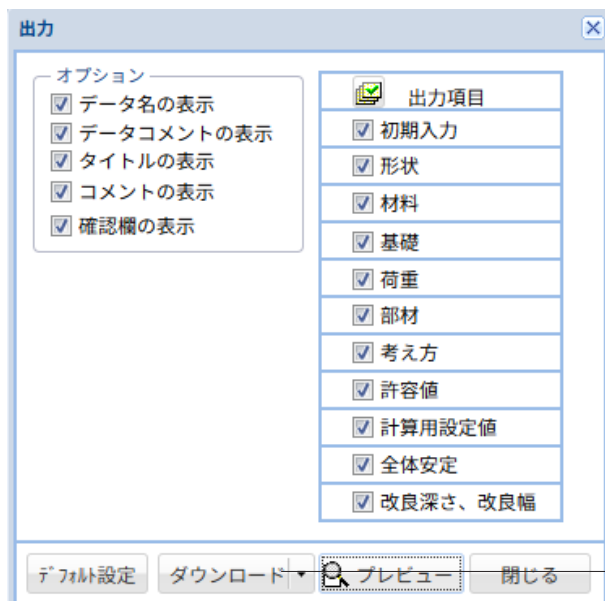 出力
オプション
データ名の表示
データコメントの表示
タイトルの表示
コメントの表示
確認欄の表示
出力項目
初期入力
形状
材料
基礎
荷重
部材
考え方
許容値
計算用設定値
全体安定
改良深さ、改良幅
ﾃﾞﾌｫﾙﾄ設定
ダウンロード
プレビュー
閉じる